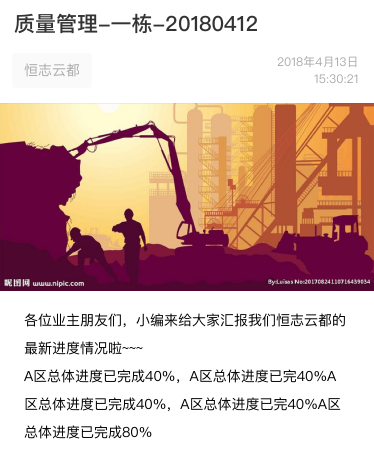 质量管理-一栋-20180412
恒志云都
2018年4月13日
15:30:21
昵图网 www.nipic.com
By:Luises No:20170824110716439034
各位业主朋友们，小编来给大家汇报我们恒志云都的
最新进度情况啦~~~
A区总体进度已完成40%，A区总体进度已完40%A
区总体进度已完成40%，A区总体进度已完40%A区
总体进度已完成80%